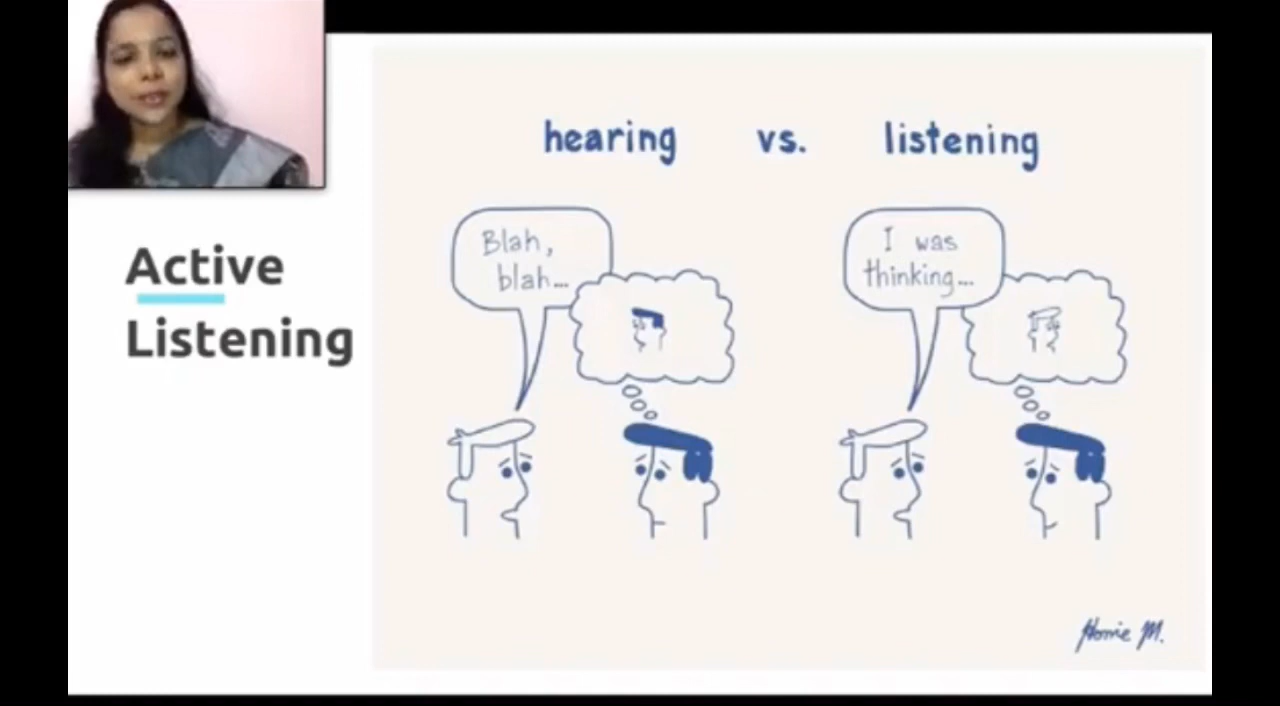 Active
Listening
hearing vs. listening
Blah,
blah...
I was
thinking...